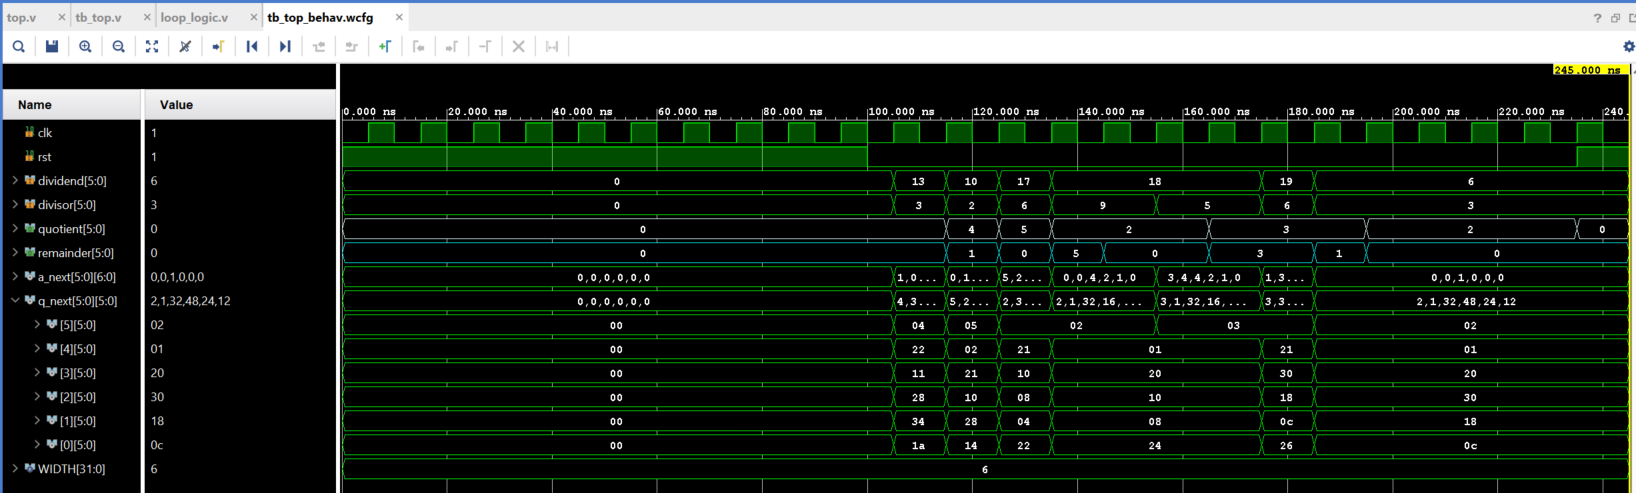 top.v × tb_top.v × loop_logic.v × tb_top_behav.wcfg × ?
245.000 ns
Name Value
0.000 ns 20.000 ns 40.000 ns 60.000 ns 80.000 ns 100.000 ns 120.000 ns 140.000 ns 160.000 ns 180.000 ns 200.000 ns 220.000 ns 240.
clk 1
rst 1
dividend[5:0] 6 0 13 10 17 18 19 6
divisor[5:0] 3 0 3 2 6 9 5 6 3
quotient[5:0] 0 0 4 5 2 3 2 0
remainder[5:0] 0 0 1 0 5 0 3 1 0
a_next[5:0][6:0] 0,0,1,0,0,0 0,0,0,0,0,0 1,0... 0,1... 5,2... 0,0,4,2,1,0 3,4,4,2,1,0 1,3... 0,0,1,0,0,0
q_next[5:0][5:0] 2,1,32,48,24,12 0,0,0,0,0,0 4,3... 5,2... 2,3... 2,1,32,16,... 3,1,32,16,... 3,3... 2,1,32,48,24,12
[5][5:0] 02 00 04 05 02 03 02
[4][5:0] 01 00 22 02 21 01 21 01
[3][5:0] 20 00 11 21 10 20 30 20
[2][5:0] 30 00 28 10 08 10 18 30
[1][5:0] 18 00 34 28 04 08 0c 18
[0][5:0] 0c 00 1a 14 22 24 26 0c
WIDTH[31:0] 6 6